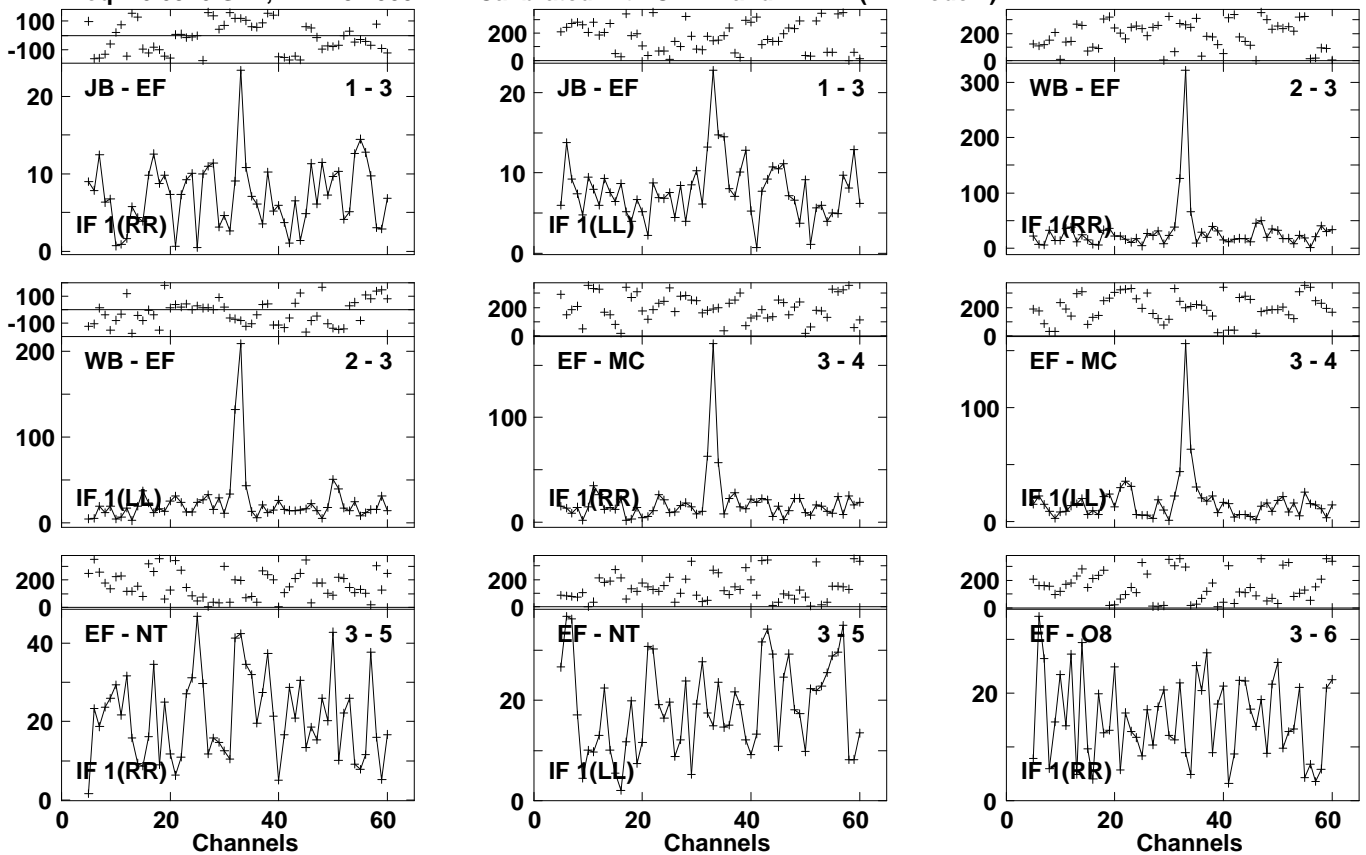 100
-100
JB - EF 1 - 3
20
10
0
IF 1(RR)
200
0
JB - EF 1 - 3
20
10
0
IF 1(LL)
200
0
WB - EF 2 - 3
300
200
100
0
IF 1(RR)
100
-100
WB - EF 2 - 3
200
100
0
IF 1(LL)
200
0
EF - MC 3 - 4
100
0
IF 1(RR)
200
0
EF - MC 3 - 4
100
0
IF 1(LL)
200
0
EF - NT 3 - 5
40
20
0
IF 1(RR)
0 20 40 60
Channels
200
0
EF - NT 3 - 5
20
0
IF 1(LL)
0 20 40 60
Channels
200
0
EF - O8 3 - 6
20
0
IF 1(RR)
0 20 40 60
Channels